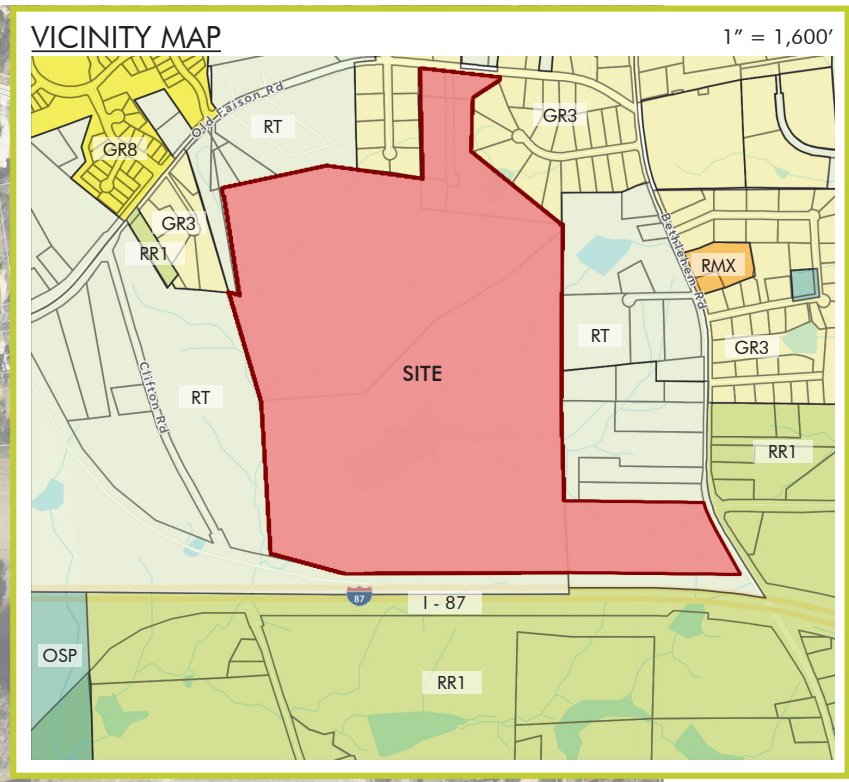 VICINITY MAP
1" = 1,600'
Old Faison Rd
GR3
RT
GR8
GR3
RR1
Bethlehem Rd
RMX
RT
GR3
SITE
Clifton Rd
RT
RR1
87
I - 87
OSP
RR1